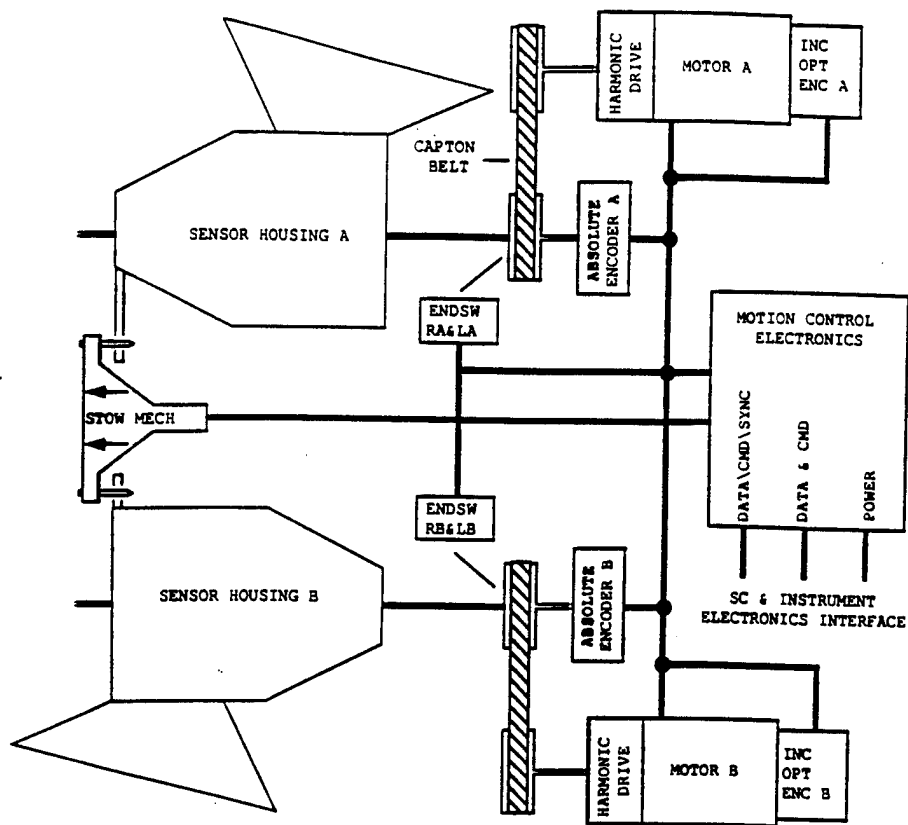 HARMONIC
DRIVE
MOTOR A
INC
OPT
ENC A
CAPTON
BELT
SENSOR HOUSING A
ABSOLUTE
ENCODER A
ENDSW
RA&LA
MOTION CONTROL
ELECTRONICS
DATA\CMD\SYNC
DATA & CMD
POWER
STOW MECH
ENDSW
RB&LB
SENSOR HOUSING B
ABSOLUTE
ENCODER B
SC & INSTRUMENT
ELECTRONICS INTERFACE
HARMONIC
DRIVE
MOTOR B
INC
OPT
ENC B